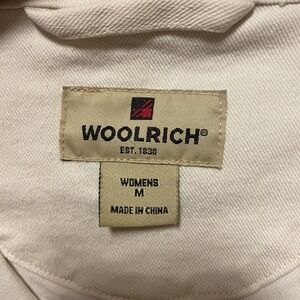 WOOLRICH®
EST. 1830
WOMENS
M
MADE IN CHINA